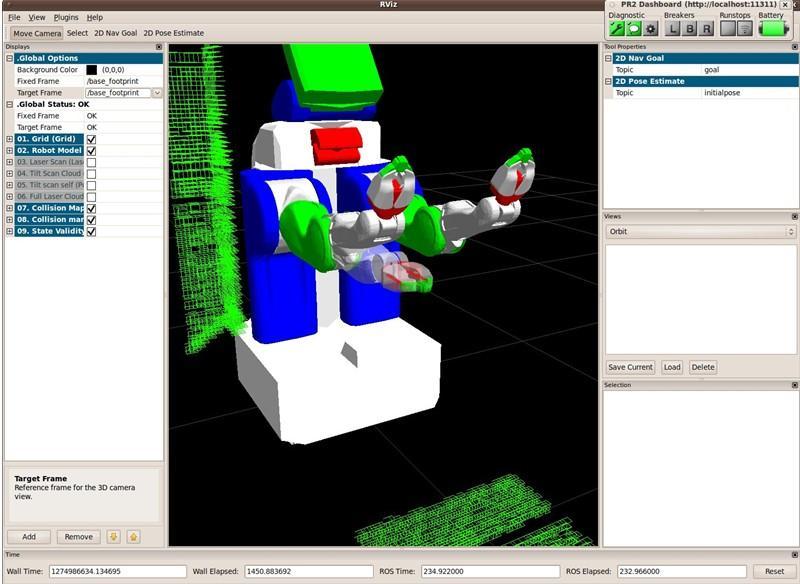 RViz
PR2 Dashboard (http://localhost:11311)
File View Plugins Help
Diagnostic Breakers Runstops Battery
L B R
Move Camera Select 2D Nav Goal 2D Pose Estimate
Displays
.Global Options
Background Color (0,0,0)
Fixed Frame /base_footprint
Target Frame /base_footprint
.Global Status: OK
Fixed Frame OK
Target Frame OK
01. Grid (Grid)
02. Robot Model
03. Laser Scan (Las
04. Tilt Scan Cloud
05. Tilt scan self (P
06. Full Laser Cloud
07. Collision Map
08. Collision mar
09. State Validity
Target Frame
Reference frame for the 3D camera
view.
Add Remove
Tool Properties
2D Nav Goal
Topic goal
2D Pose Estimate
Topic initialpose
Views
Orbit
Save Current Load Delete
Selection
Time
Wall Time: 1274986634.134695 Wall Elapsed: 1450.883692 ROS Time: 234.922000 ROS Elapsed: 232.966000 Reset